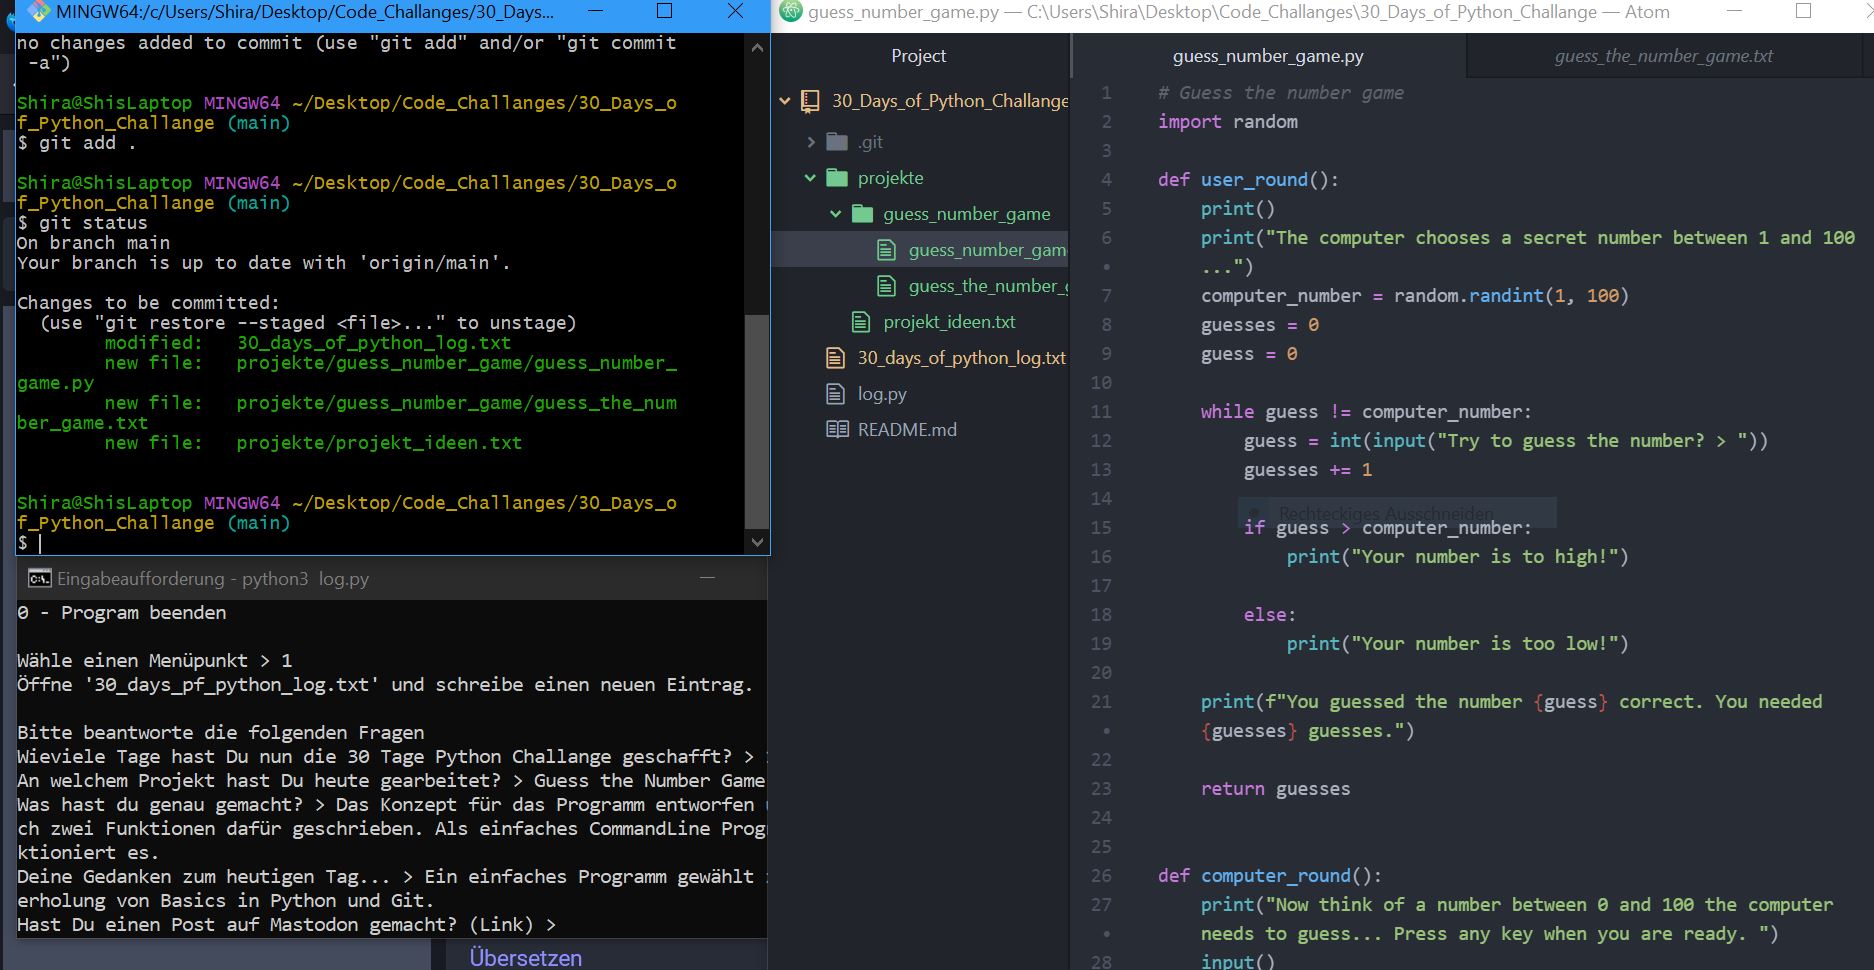 MINGW64:/c/Users/Shira/Desktop/Code_Challanges/30_Days...
no changes added to commit (use "git add" and/or "git commit
-a")
Shira@ShisLaptop MINGW64 ~/Desktop/Code_Challanges/30_Days_o
f_Python_Challange (main)
$ git add .
Shira@ShisLaptop MINGW64 ~/Desktop/Code_Challanges/30_Days_o
f_Python_Challange (main)
$ git status
On branch main
Your branch is up to date with 'origin/main'.
Changes to be committed:
(use "git restore --staged <file>..." to unstage)
modified: 30_days_of_python_log.txt
new file: projekte/guess_number_game/guess_number_
game.py
new file: projekte/guess_number_game/guess_the_num
ber_game.txt
new file: projekte/projekt_ideen.txt
Shira@ShisLaptop MINGW64 ~/Desktop/Code_Challanges/30_Days_o
f_Python_Challange (main)
$
Eingabeaufforderung - python3 log.py
0 - Program beenden
Wähle einen Menüpunkt > 1
Öffne '30_days_pf_python_log.txt' und schreibe einen neuen Eintrag.
Bitte beantworte die folgenden Fragen
Wieviele Tage hast Du nun die 30 Tage Python Challange geschafft? >
An welchem Projekt hast Du heute gearbeitet? > Guess the Number Game
Was hast du genau gemacht? > Das Konzept für das Programm entworfen
ch zwei Funktionen dafür geschrieben. Als einfaches CommandLine Prog
ktioniert es.
Deine Gedanken zum heutigen Tag... > Ein einfaches Programm gewählt
erholung von Basics in Python und Git.
Hast Du einen Post auf Mastodon gemacht? (Link) >
Übersetzen
guess_number_game.py — C:\Users\Shira\Desktop\Code_Challanges\30_Days_of_Python_Challange — Atom
Project
30_Days_of_Python_Challange
.git
projekte
guess_number_game
guess_number_gam
guess_the_number_g
projekt_ideen.txt
30_days_of_python_log.txt
log.py
README.md
guess_number_game.py
guess_the_number_game.txt
1 # Guess the number game
2 import random
3
4 def user_round():
5 print()
6 print("The computer chooses a secret number between 1 and 100
• ...")
7 computer_number = random.randint(1, 100)
8 guesses = 0
9 guess = 0
10
11 while guess != computer_number:
12 guess = int(input("Try to guess the number? > "))
13 guesses += 1
14
Rechteckiges Ausschneiden
15 if guess > computer_number:
16 print("Your number is to high!")
17
18 else:
19 print("Your number is too low!")
20
21 print(f"You guessed the number {guess} correct. You needed
• {guesses} guesses.")
22
23 return guesses
24
25
26 def computer_round():
27 print("Now think of a number between 0 and 100 the computer
• needs to guess... Press any key when you are ready. ")
28 input()